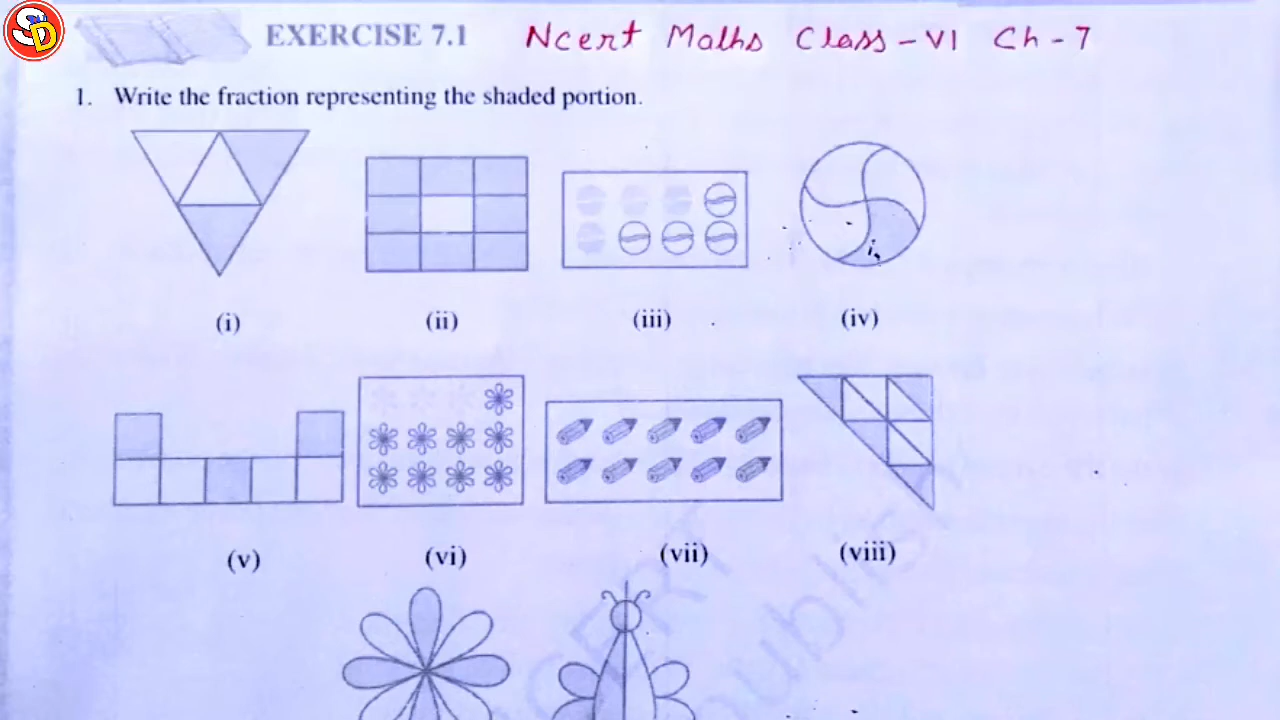 SD
EXERCISE 7.1 Ncert Maths Class - VI Ch - 7
1. Write the fraction representing the shaded portion.
(i) (ii) (iii) (iv)
(v) (vi) (vii) (viii)